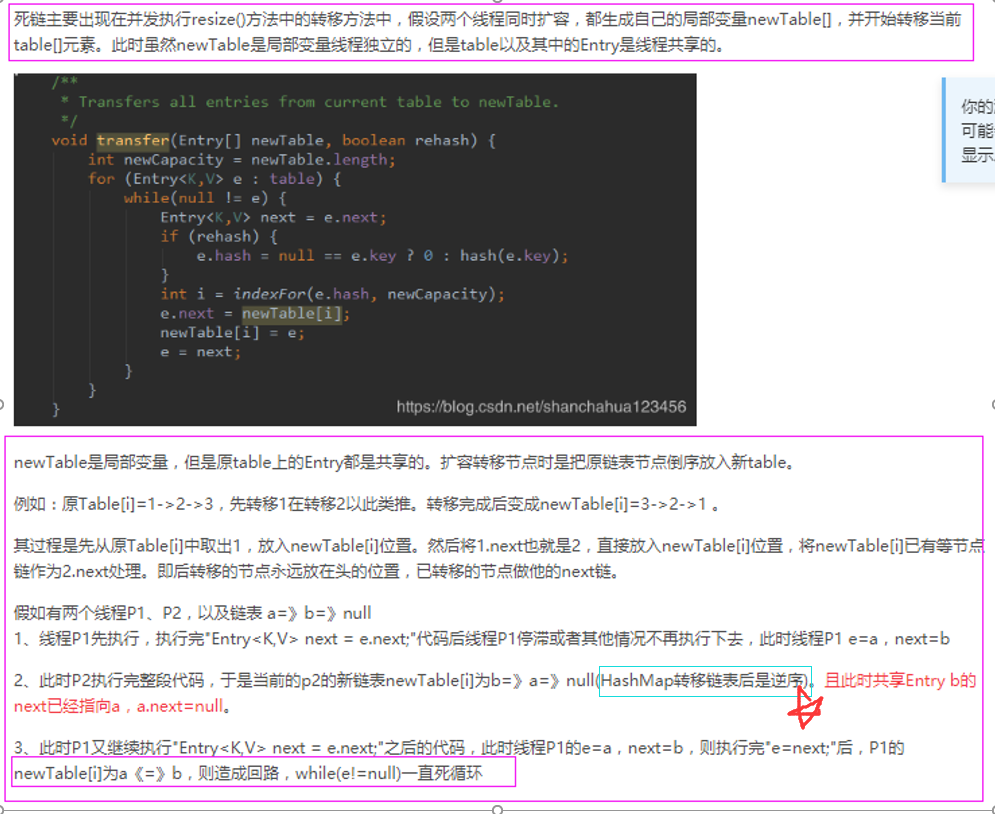 死链主要出现在并发执行resize()方法中的转移方法中，假设两个线程同时扩容，都生成自己的局部变量newTable[]，并开始转移当前
table[]元素。此时虽然newTable是局部变量线程独立的，但是table以及其中的Entry是线程共享的。
/**
* Transfers all entries from current table to newTable.
*/
void transfer(Entry[] newTable, boolean rehash) {
int newCapacity = newTable.length;
for (Entry<K,V> e : table) {
while(null != e) {
Entry<K,V> next = e.next;
if (rehash) {
e.hash = null == e.key ? 0 : hash(e.key);
}
int i = indexFor(e.hash, newCapacity);
e.next = newTable[i];
newTable[i] = e;
e = next;
}
}
}
https://blog.csdn.net/shanchahua123456
你的
可能
显示
newTable是局部变量，但是原table上的Entry都是共享的。扩容转移节点时是把原链表节点倒序放入新table。
例如：原Table[i]=1->2->3，先转移1在转移2以此类推。转移完成后变成newTable[i]=3->2->1 。
其过程是先从原Table[i]中取出1，放入newTable[i]位置。然后将1.next也就是2，直接放入newTable[i]位置，将newTable[i]已有等节点
链作为2.next处理。即后转移的节点永远放在头的位置，已转移的节点做他的next链。
假如有两个线程P1、P2，以及链表 a=》b=》null
1、线程P1先执行，执行完"Entry<K,V> next = e.next;"代码后线程P1停滞或者其他情况不再执行下去，此时线程P1 e=a，next=b
2、此时P2执行完整段代码，于是当前的p2的新链表newTable[i]为b=》a=》null(HashMap转移链表后是逆序)。且此时共享Entry b的
next已经指向a，a.next=null。
3、此时P1又继续执行"Entry<K,V> next = e.next;"之后的代码，此时线程P1的e=a，next=b，则执行完"e=next;"后，P1的
newTable[i]为a《=》b，则造成回路，while(e!=null)一直死循环